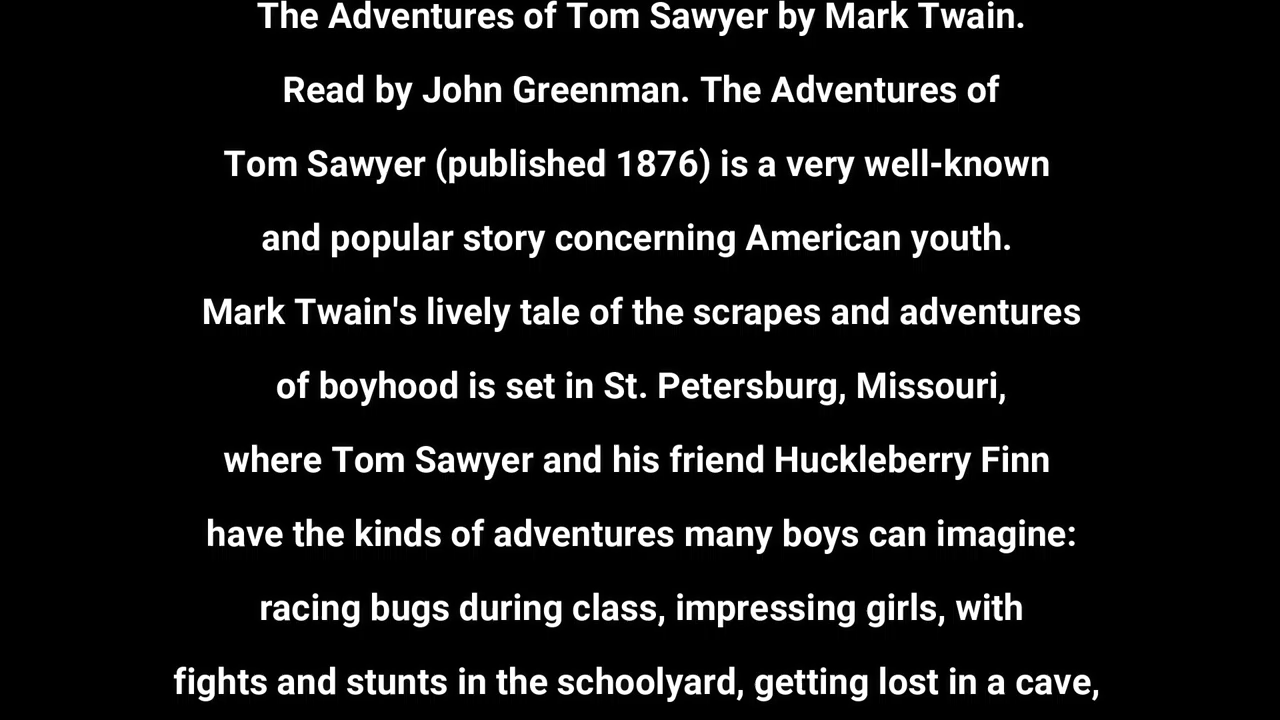 The Adventures of Tom Sawyer by Mark Twain.
Read by John Greenman. The Adventures of
Tom Sawyer (published 1876) is a very well-known
and popular story concerning American youth.
Mark Twain's lively tale of the scrapes and adventures
of boyhood is set in St. Petersburg, Missouri,
where Tom Sawyer and his friend Huckleberry Finn
have the kinds of adventures many boys can imagine:
racing bugs during class, impressing girls, with
fights and stunts in the schoolyard, getting lost in a cave,